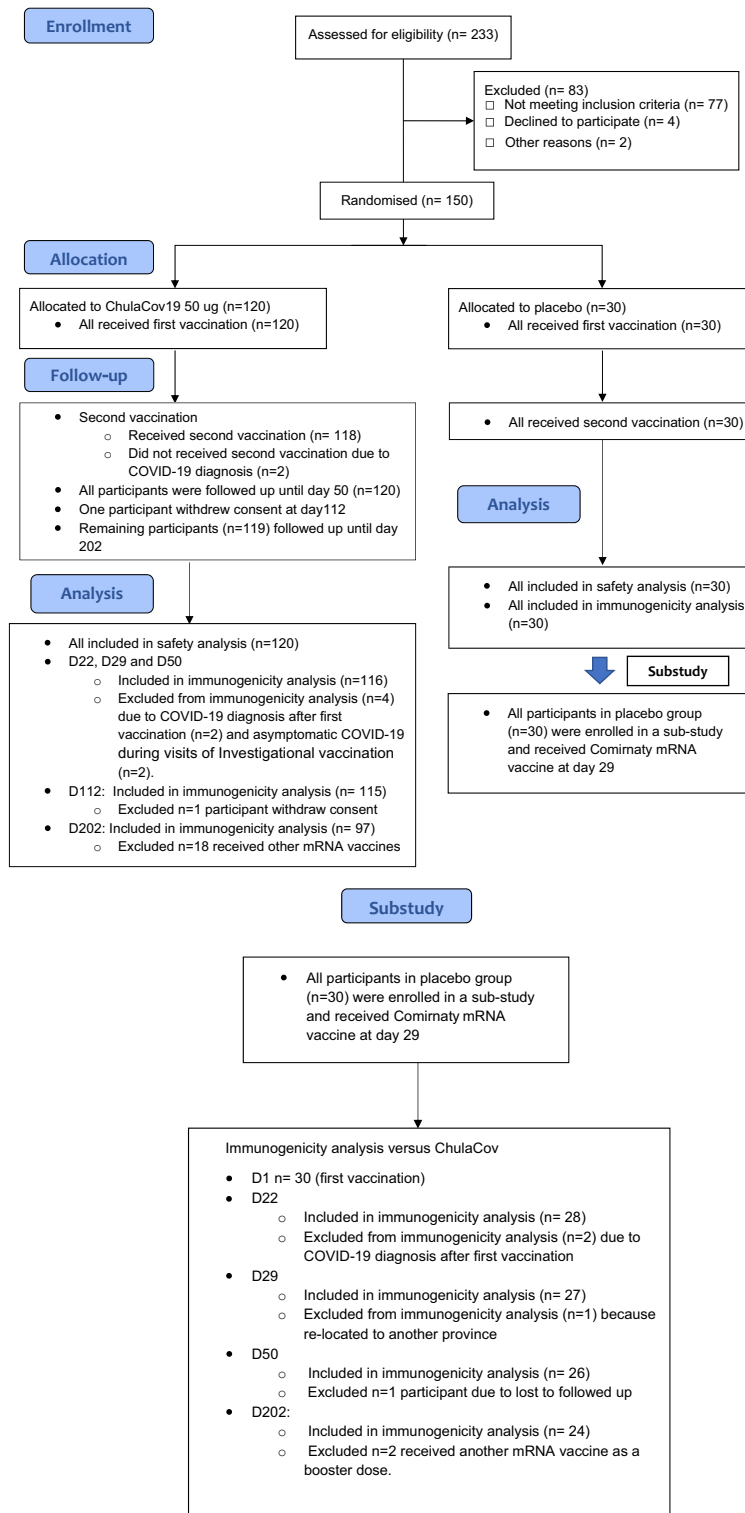 Enrollment
Assessed for eligibility (n= 233)
Excluded (n= 83)
□ Not meeting inclusion criteria (n= 77)
□ Declined to participate (n= 4)
□ Other reasons (n= 2)
Randomised (n= 150)
Allocation
Allocated to ChulaCov19 50 ug (n=120)
• All received first vaccination (n=120)
Allocated to placebo (n=30)
• All received first vaccination (n=30)
Follow-up
• Second vaccination
○ Received second vaccination (n= 118)
○ Did not received second vaccination due to
COVID-19 diagnosis (n=2)
• All participants were followed up until day 50 (n=120)
• One participant withdrew consent at day112
• Remaining participants (n=119) followed up until day
202
• All received second vaccination (n=30)
Analysis
• All included in safety analysis (n=30)
• All included in immunogenicity analysis
(n=30)
Analysis
• All included in safety analysis (n=120)
• D22, D29 and D50
○ Included in immunogenicity analysis (n=116)
○ Excluded from immunogenicity analysis (n=4)
due to COVID-19 diagnosis after first
vaccination (n=2) and asymptomatic COVID-19
during visits of Investigational vaccination
(n=2).
• D112: Included in immunogenicity analysis (n= 115)
○ Excluded n=1 participant withdraw consent
• D202: Included in immunogenicity analysis (n= 97)
○ Excluded n=18 received other mRNA vaccines
Substudy
• All participants in placebo group
(n=30) were enrolled in a sub-study
and received Comirnaty mRNA
vaccine at day 29
Substudy
• All participants in placebo group
(n=30) were enrolled in a sub-study
and received Comirnaty mRNA
vaccine at day 29
Immunogenicity analysis versus ChulaCov
• D1 n= 30 (first vaccination)
• D22
○ Included in immunogenicity analysis (n= 28)
○ Excluded from immunogenicity analysis (n=2) due to
COVID-19 diagnosis after first vaccination
• D29
○ Included in immunogenicity analysis (n= 27)
○ Excluded from immunogenicity analysis (n=1) because
re-located to another province
• D50
○ Included in immunogenicity analysis (n= 26)
○ Excluded n=1 participant due to lost to followed up
• D202:
○ Included in immunogenicity analysis (n= 24)
○ Excluded n=2 received another mRNA vaccine as a
booster dose.